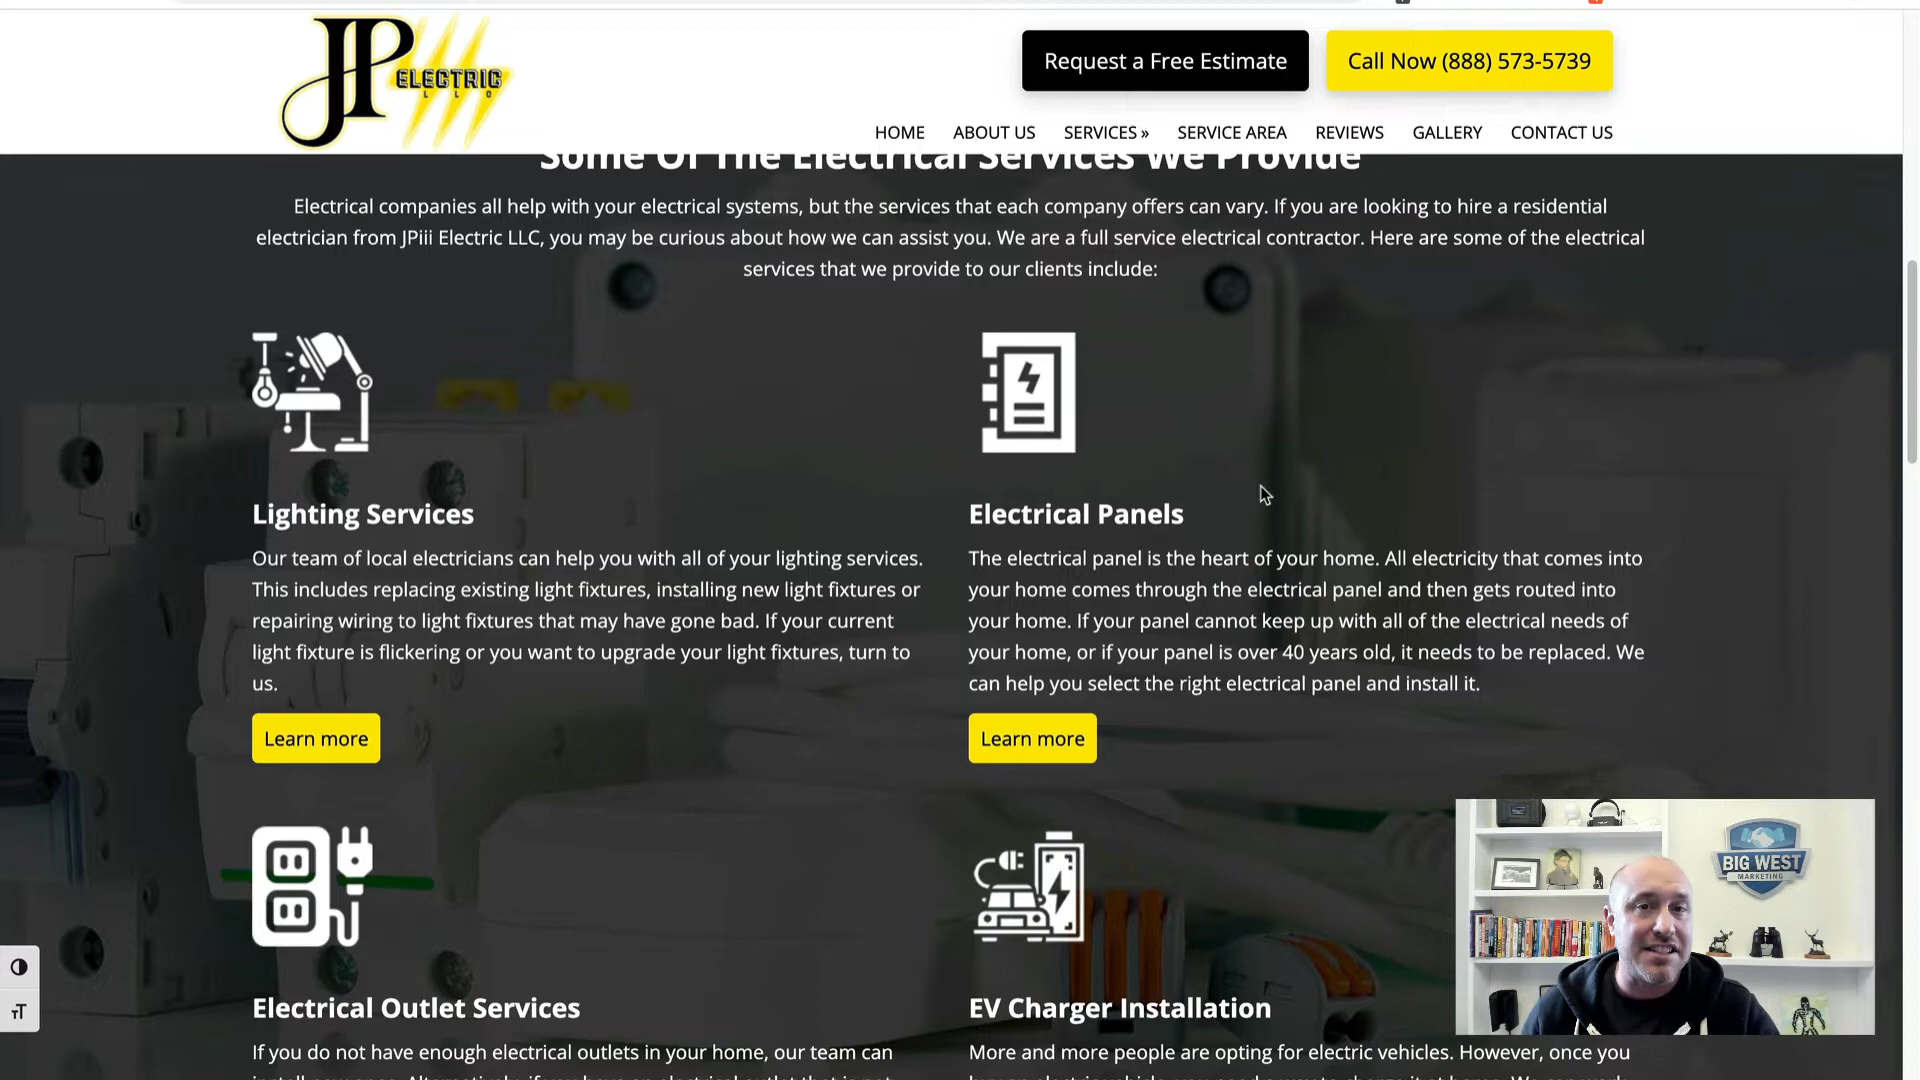 JP
ELECTRIC
LLC
Request a Free Estimate
Call Now (888) 573-5739
HOME
ABOUT US
SERVICES »
SERVICE AREA
REVIEWS
GALLERY
CONTACT US
Some Of The Electrical Services We Provide
Electrical companies all help with your electrical systems, but the services that each company offers can vary. If you are looking to hire a residential
electrician from JPiii Electric LLC, you may be curious about how we can assist you. We are a full service electrical contractor. Here are some of the electrical
services that we provide to our clients include:
Lighting Services
Our team of local electricians can help you with all of your lighting services.
This includes replacing existing light fixtures, installing new light fixtures or
repairing wiring to light fixtures that may have gone bad. If your current
light fixture is flickering or you want to upgrade your light fixtures, turn to
us.
Learn more
Electrical Panels
The electrical panel is the heart of your home. All electricity that comes into
your home comes through the electrical panel and then gets routed into
your home. If your panel cannot keep up with all of the electrical needs of
your home, or if your panel is over 40 years old, it needs to be replaced. We
can help you select the right electrical panel and install it.
Learn more
Electrical Outlet Services
If you do not have enough electrical outlets in your home, our team can
EV Charger Installation
More and more people are opting for electric vehicles. However, once you
BIG WEST
MARKETING
TT